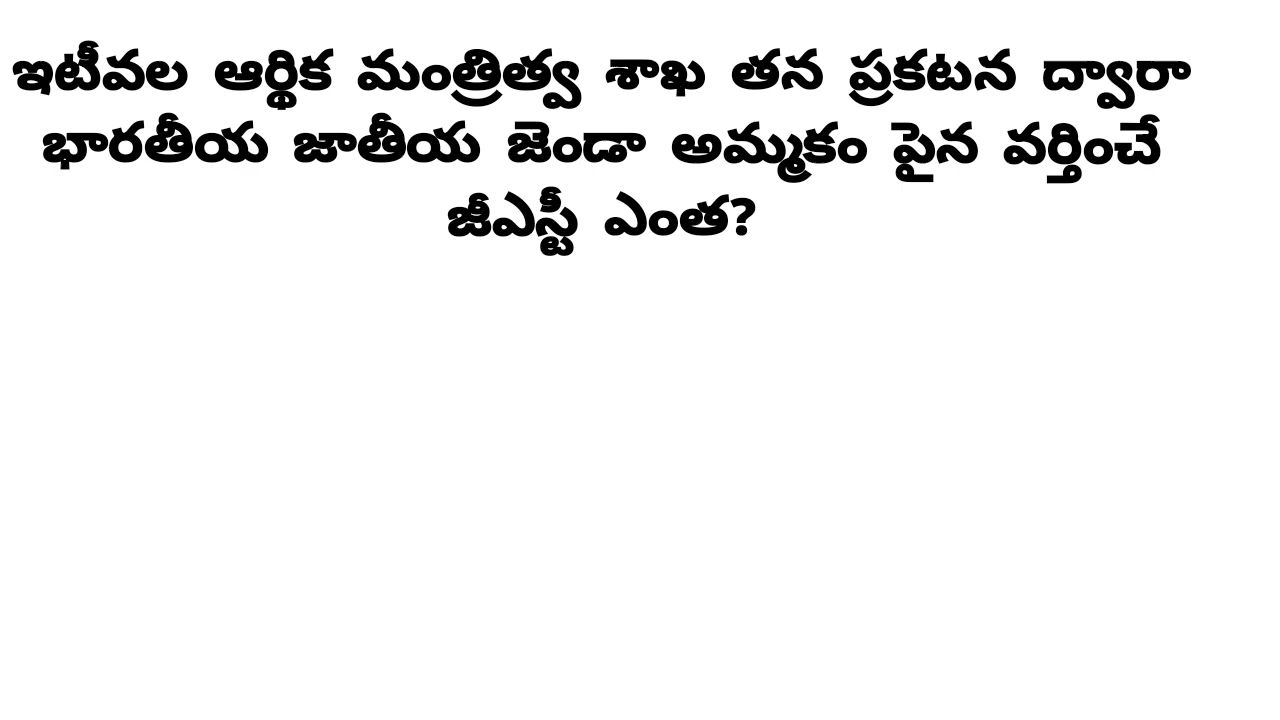 ఇటీవల ఆర్థిక మంత్రిత్వ శాఖ తన ప్రకటన ద్వారా
భారతీయ జాతీయ జెండా అమ్మకం పైన వర్తించే
జీఎస్టీ ఎంత?